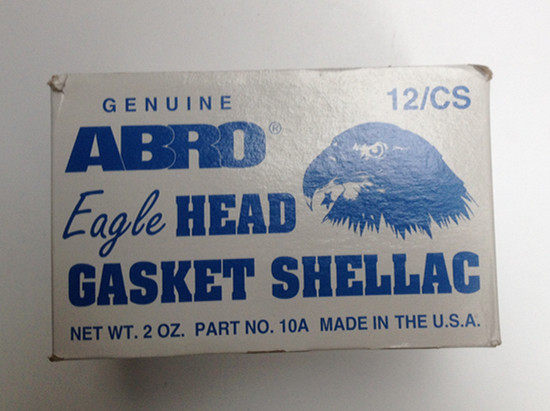 GENUINE 12/CS
ABRO®
Eagle HEAD
GASKET SHELLAC
NET WT. 2 OZ. PART NO. 10A MADE IN THE U.S.A.